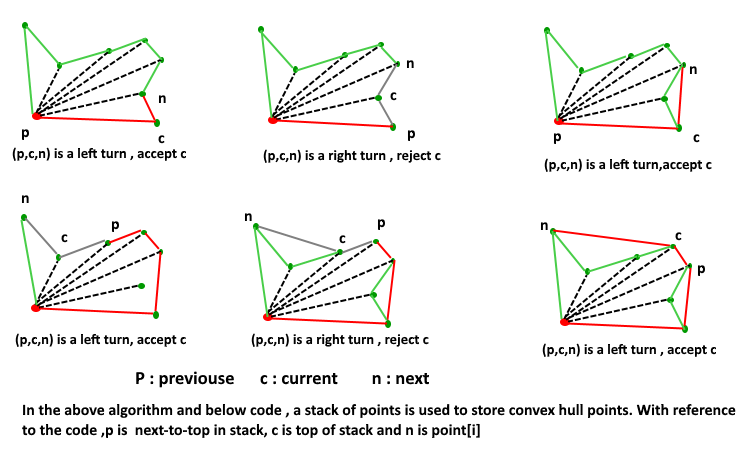 p
n
c
(p,c,n) is a left turn , accept c
n
c
p
(p,c,n) is a right turn , reject c
n
p
c
(p,c,n) is a left turn,accept c
n
c
p
(p,c,n) is a left turn, accept c
n
c
p
(p,c,n) is a right turn , reject c
n
c
p
(p,c,n) is a left turn , accept c
P : previouse c : current n : next
In the above algorithm and below code , a stack of points is used to store convex hull points. With reference
to the code ,p is next-to-top in stack, c is top of stack and n is point[i]